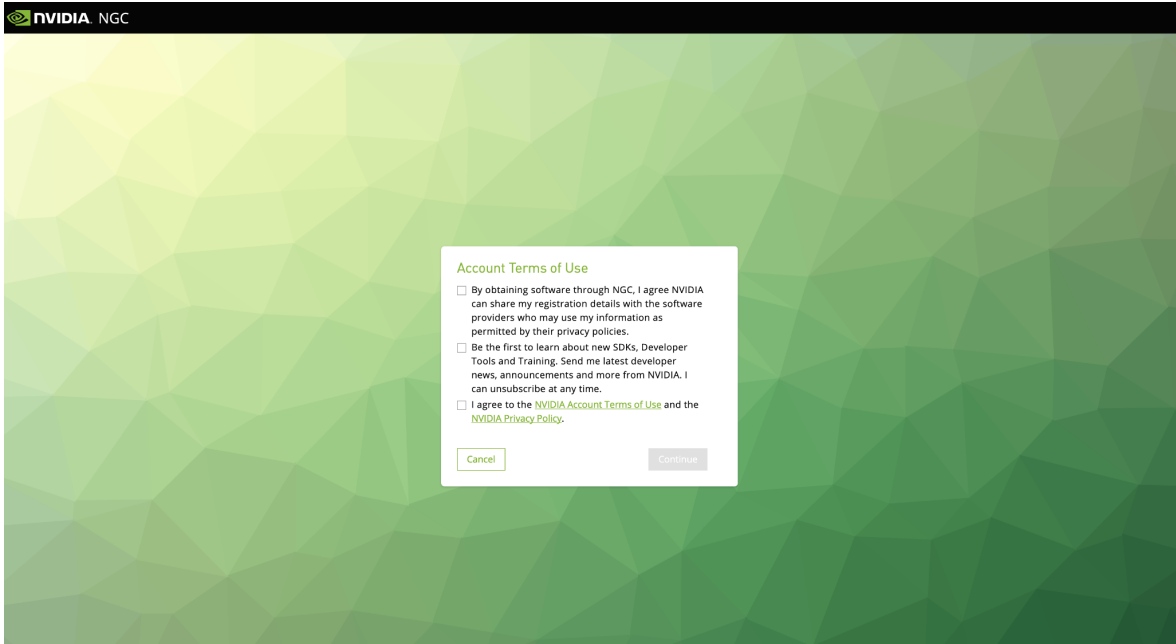 NVIDIA. NGC
Account Terms of Use
By obtaining software through NGC, I agree NVIDIA
can share my registration details with the software
providers who may use my information as
permitted by their privacy policies.
Be the first to learn about new SDKs, Developer
Tools and Training. Send me latest developer
news, announcements and more from NVIDIA. I
can unsubscribe at any time.
I agree to the NVIDIA Account Terms of Use and the
NVIDIA Privacy Policy.
Cancel Continue